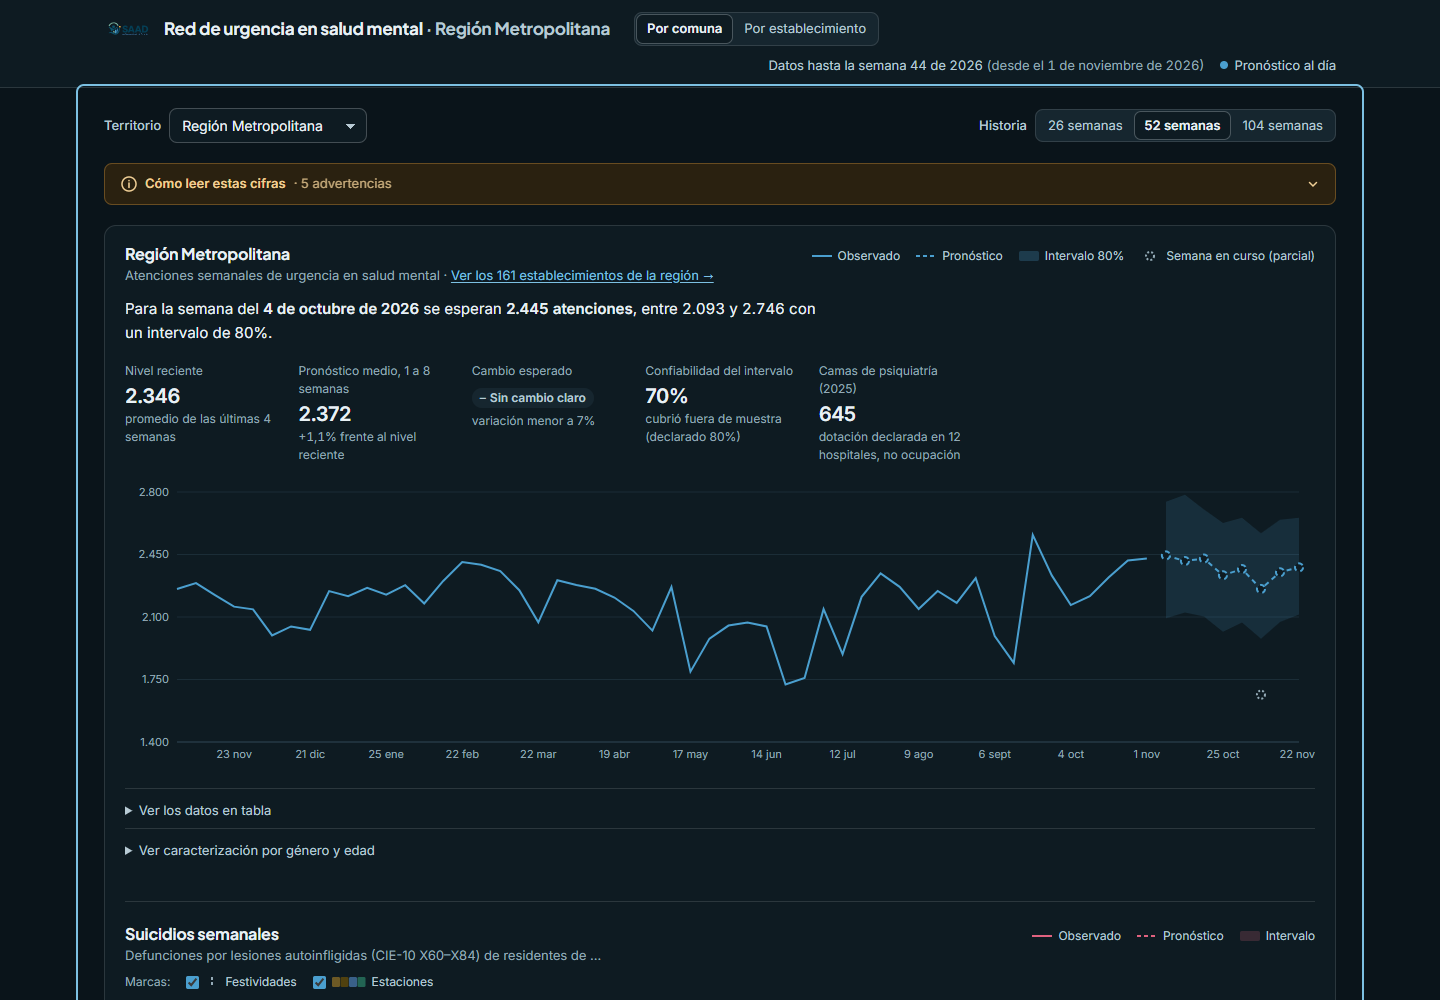 SAAD
Red de urgencia en salud mental · Región Metropolitana
Por comuna
Por establecimiento
Datos hasta la semana 44 de 2026 (desde el 1 de noviembre de 2026)
Pronóstico al día
Territorio
Región Metropolitana
Historia
26 semanas
52 semanas
104 semanas
Cómo leer estas cifras · 5 advertencias
Región Metropolitana
Atenciones semanales de urgencia en salud mental · Ver los 161 establecimientos de la región →
Observado
Pronóstico
Intervalo 80%
Semana en curso (parcial)
Para la semana del 4 de octubre de 2026 se esperan 2.445 atenciones, entre 2.093 y 2.746 con
un intervalo de 80%.
Nivel reciente
2.346
promedio de las últimas 4
semanas
Pronóstico medio, 1 a 8
semanas
2.372
+1,1% frente al nivel
reciente
Cambio esperado
– Sin cambio claro
variación menor a 7%
Confiabilidad del intervalo
70%
cubrió fuera de muestra
(declarado 80%)
Camas de psiquiatría
(2025)
645
dotación declarada en 12
hospitales, no ocupación
2.800
2.450
2.100
1.750
1.400
23 nov
21 dic
25 ene
22 feb
22 mar
19 abr
17 may
14 jun
12 jul
9 ago
6 sept
4 oct
1 nov
25 oct
22 nov
Ver los datos en tabla
Ver caracterización por género y edad
Suicidios semanales
Defunciones por lesiones autoinfligidas (CIE-10 X60–X84) de residentes de ...
Observado
Pronóstico
Intervalo
Marcas:
Festividades
Estaciones